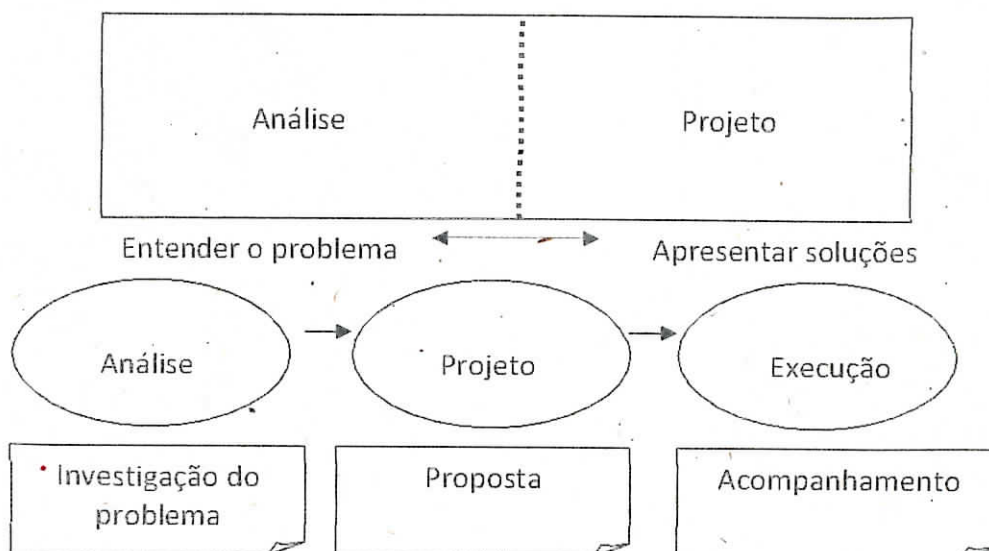 Análise
Projeto
Entender o problema
Apresentar soluções
Análise
Projeto
Execução
Investigação do
problema
Proposta
Acompanhamento